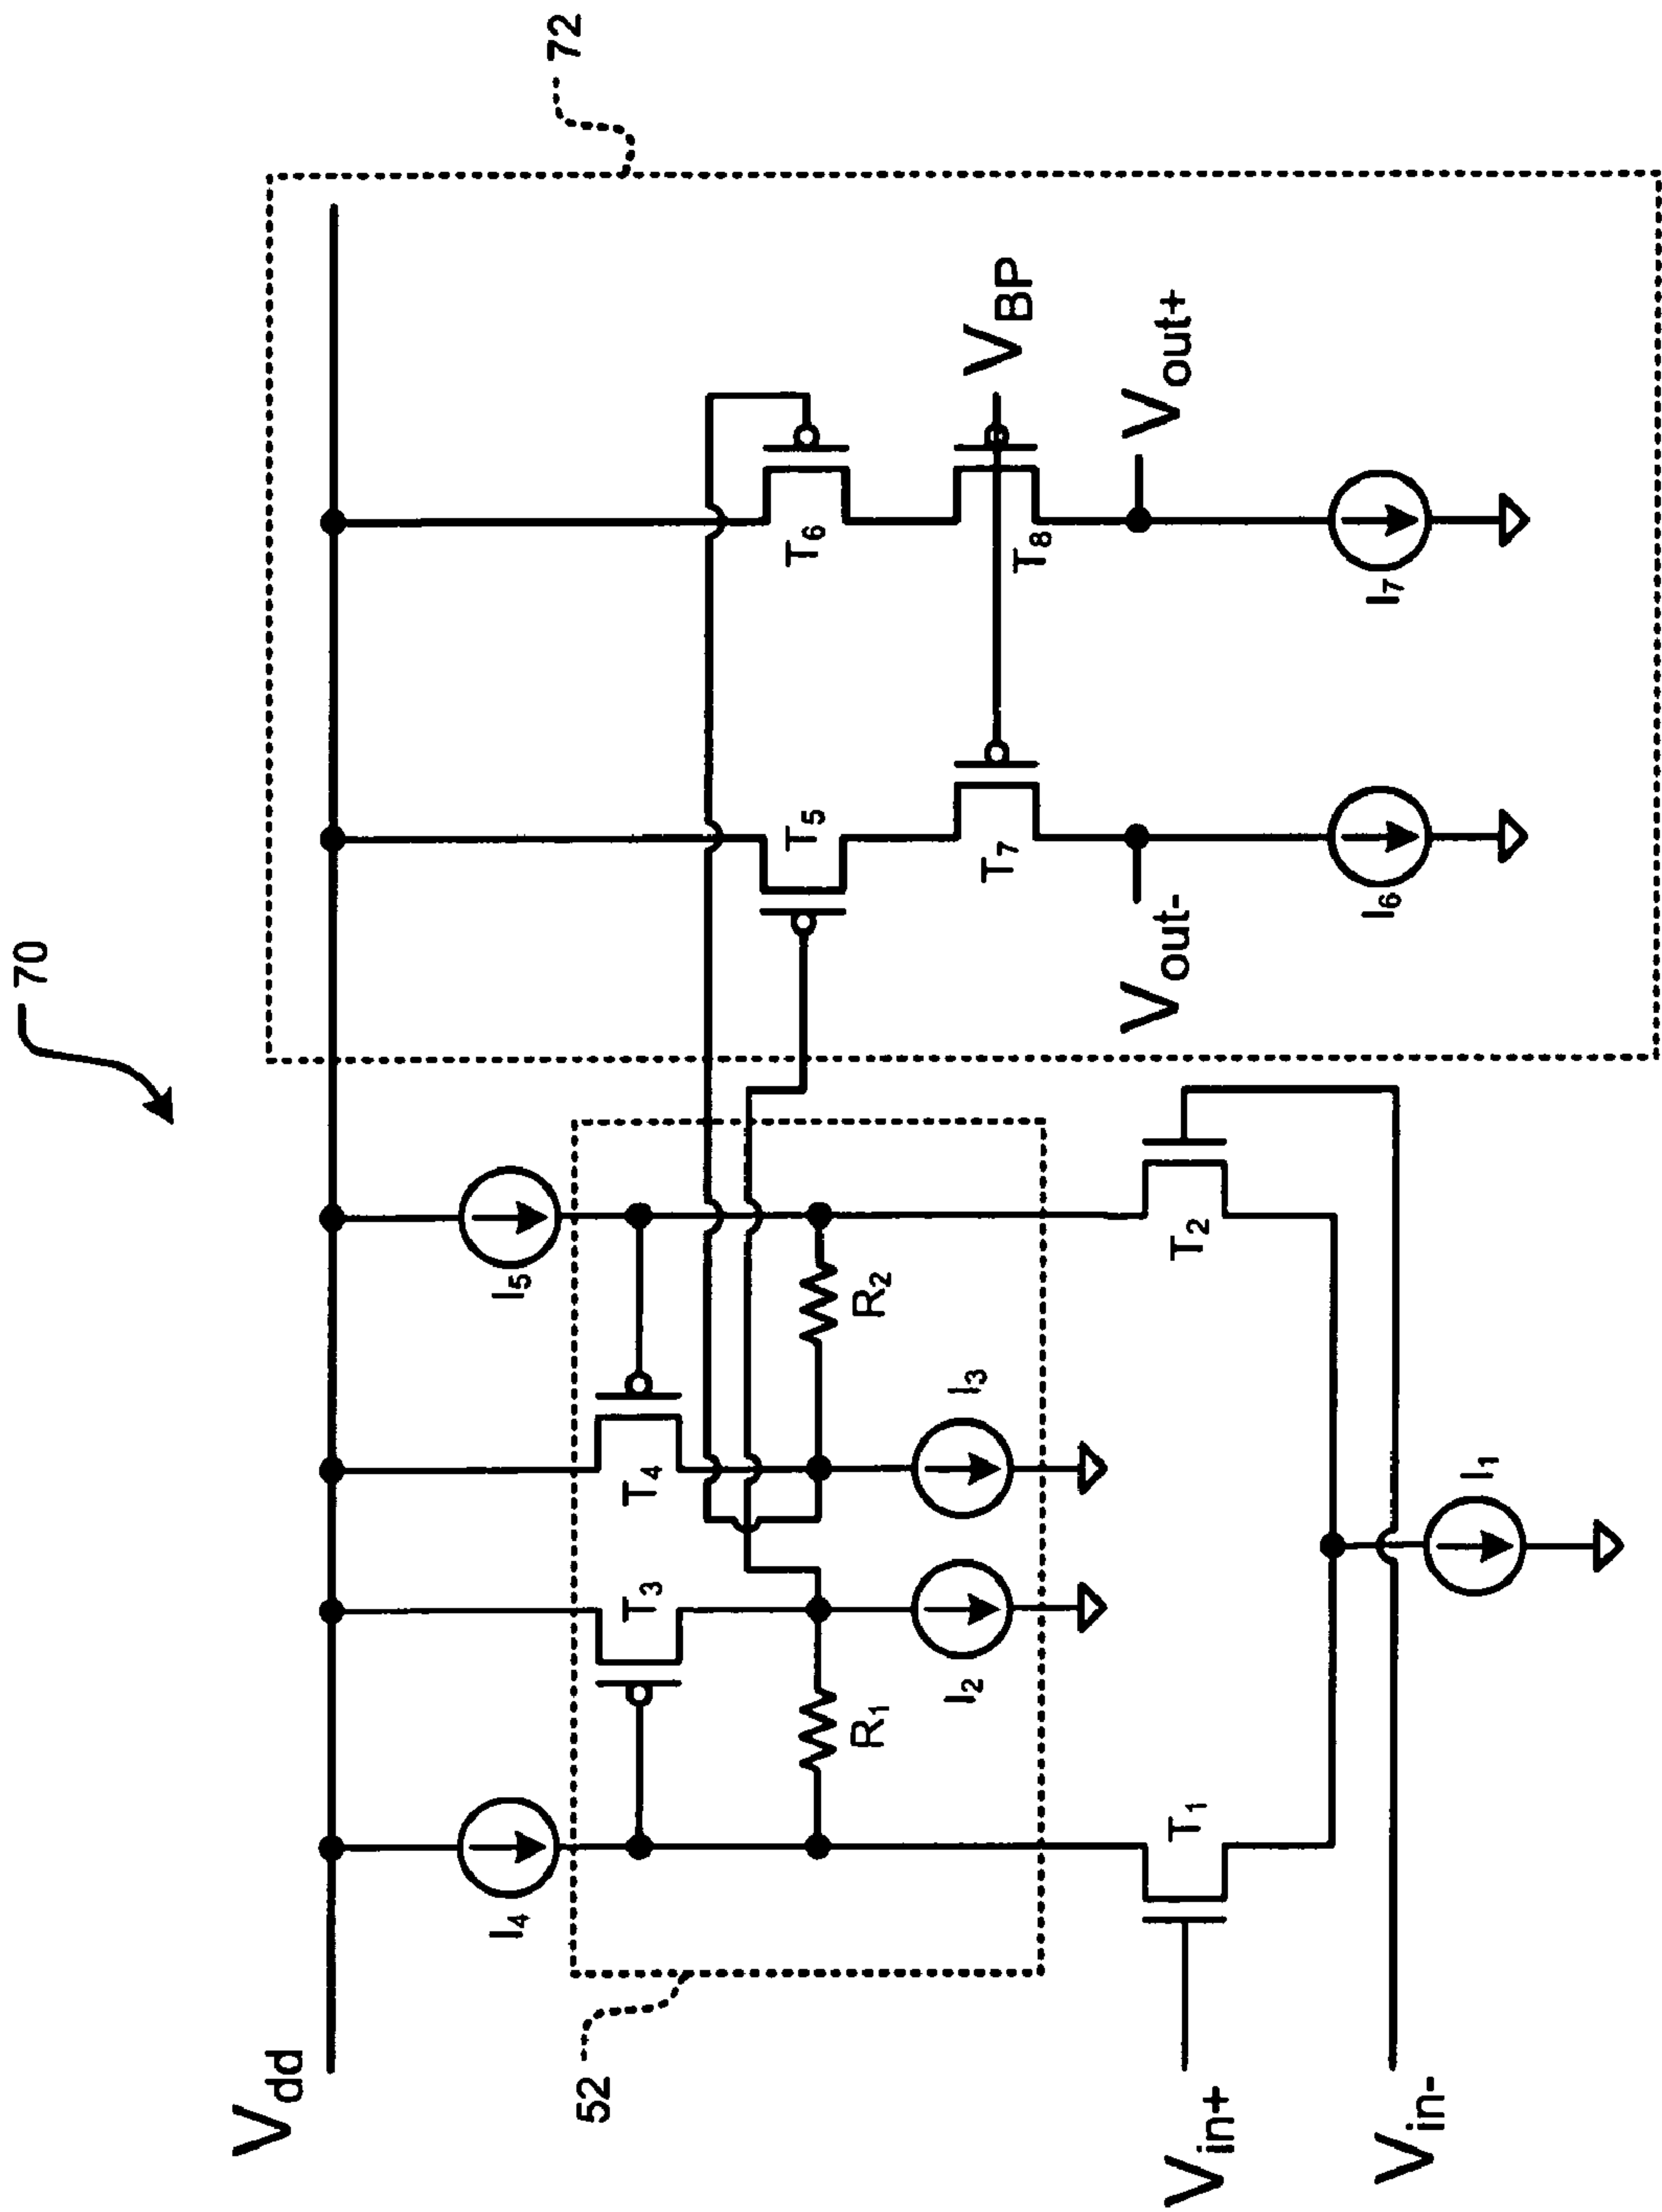 70
72
V_dd
I_4
I_5
52
T_3
T_4
R_1
R_2
I_2
I_3
T_5
T_6
T_7
T_8
V_BP
V_out-
V_out+
I_6
I_7
T_1
T_2
V_in+
V_in-
I_1